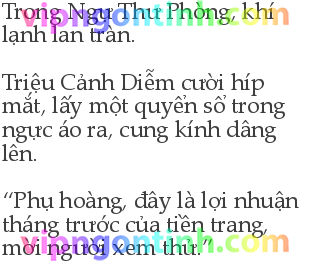 Trong Ngự Thư Phòng, khí
lạnh lan tràn.
Triệu Cảnh Diễm cười híp
mắt, lấy một quyển sổ trong
ngực áo ra, cung kính dâng
lên.
“Phụ hoàng, đây là lợi nhuận
tháng trước của tiền trang,
mời người xem thử.”
vipngontinh.com
vipngontinh.com